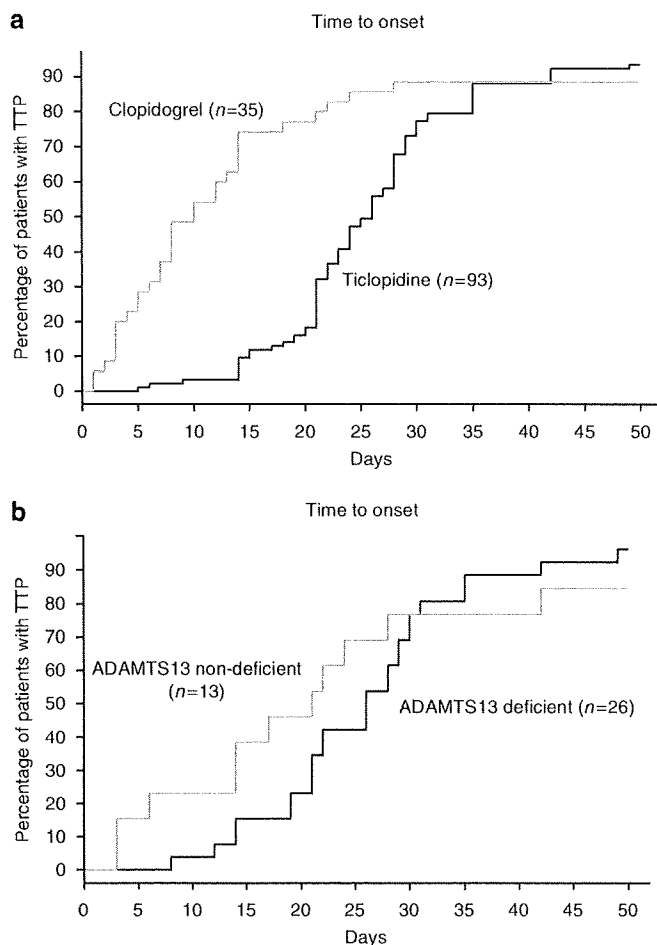 a
Time to onset
Percentage of patients with TTP
90
80
70
60
50
40
30
20
10
0
Clopidogrel (n=35)
Ticlopidine (n=93)
0 5 10 15 20 25 30 35 40 45 50
Days
b
Time to onset
Percentage of patients with TTP
90
80
70
60
50
40
30
20
10
0
ADAMTS13 non-deficient
(n=13)
ADAMTS13 deficient (n=26)
0 5 10 15 20 25 30 35 40 45 50
Days